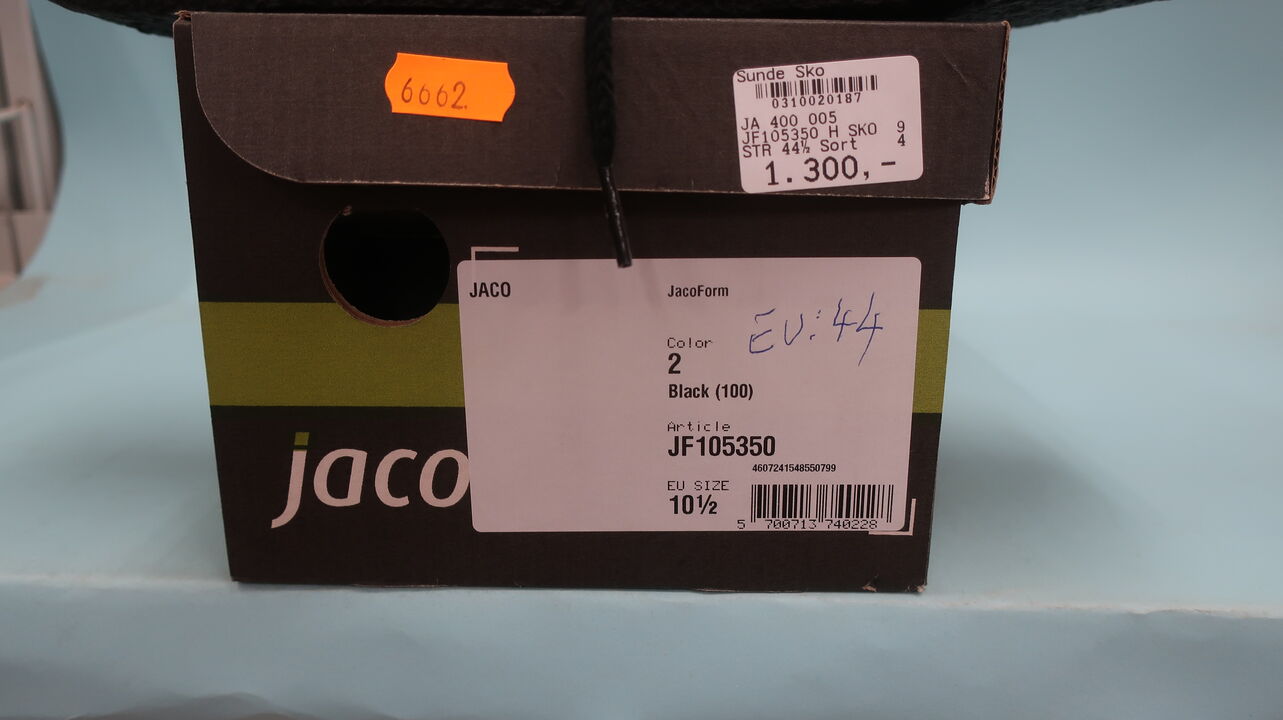 6662
Sunde Sko
0310020187
JA 400 005
JF105350 H SKO 9
STR 44½ Sort 4
1.300,-
JACO JacoForm
EU: 44
Color
2
Black (100)
Article
JF105350
4607241548550799
EU SIZE
10½
5 700713 740228
jaco